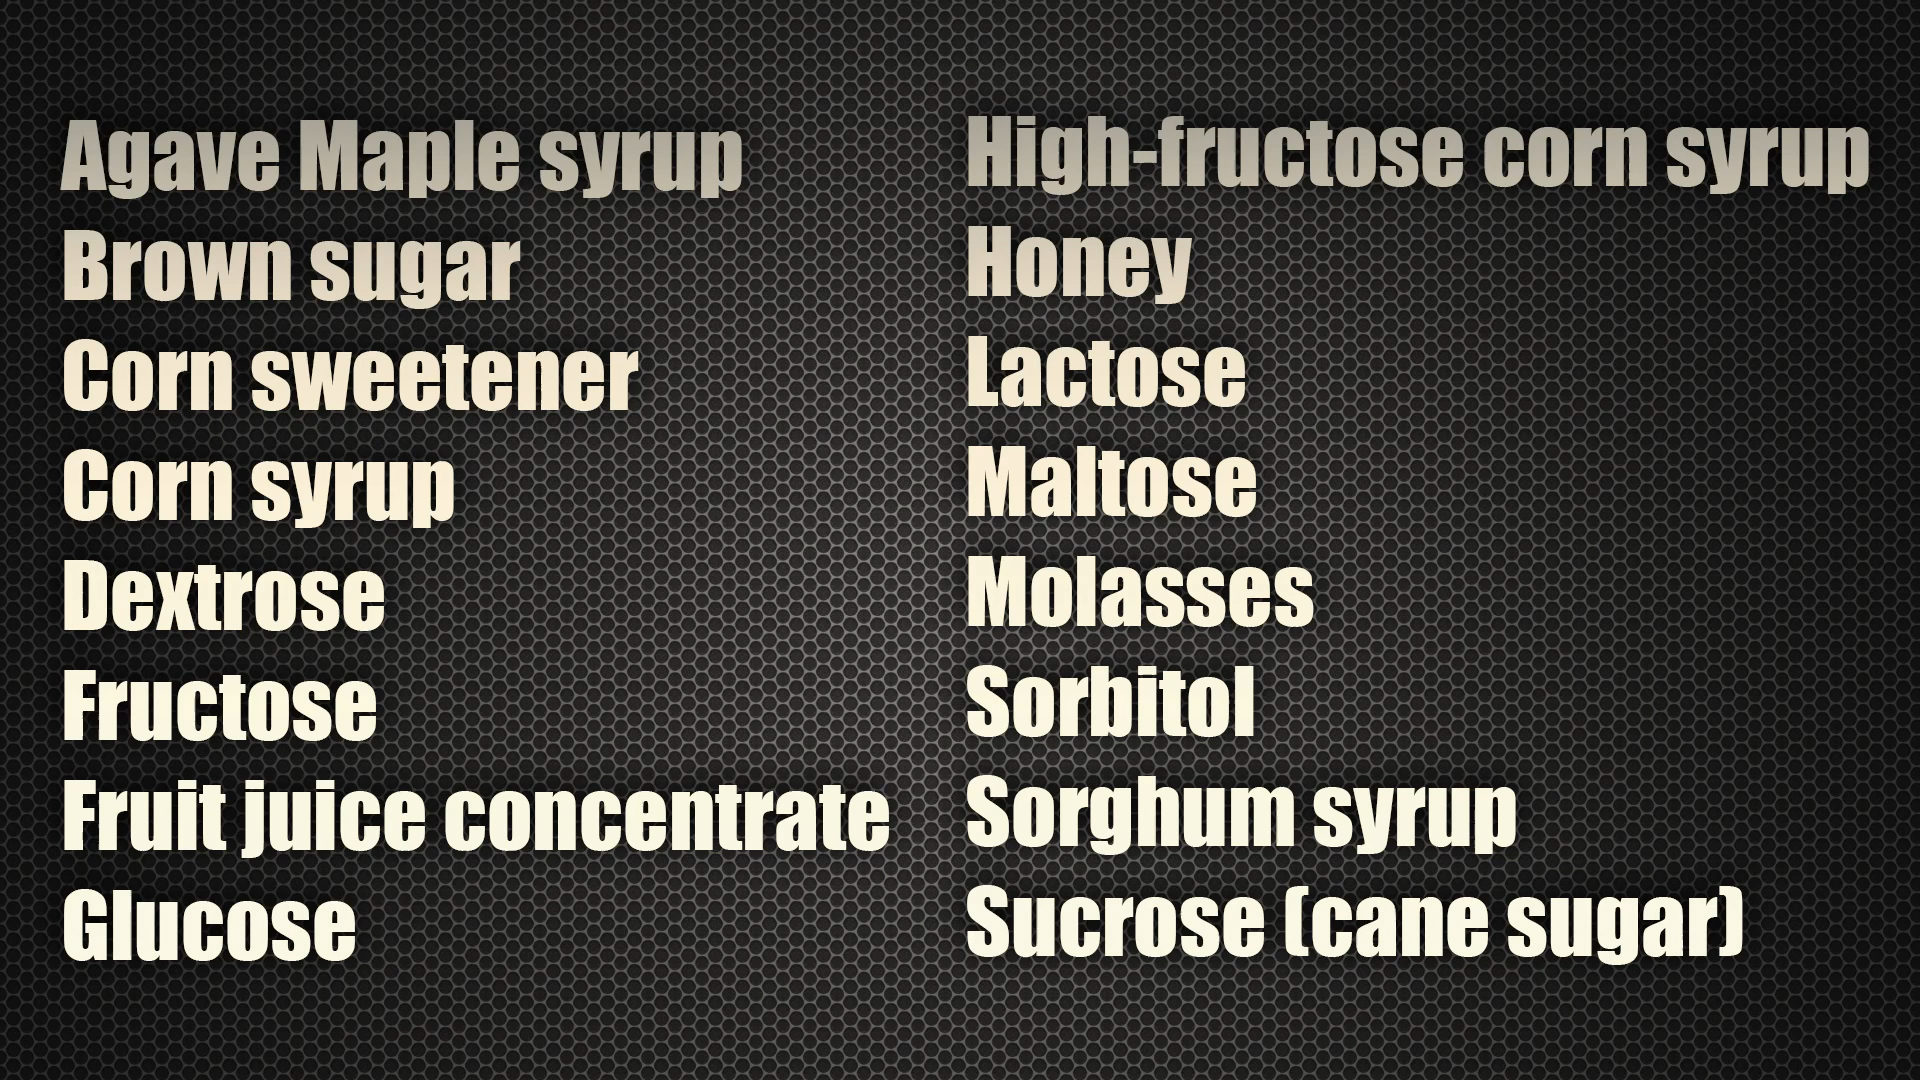 Agave Maple syrup
Brown sugar
Corn sweetener
Corn syrup
Dextrose
Fructose
Fruit juice concentrate
Glucose
High-fructose corn syrup
Honey
Lactose
Maltose
Molasses
Sorbitol
Sorghum syrup
Sucrose (cane sugar)